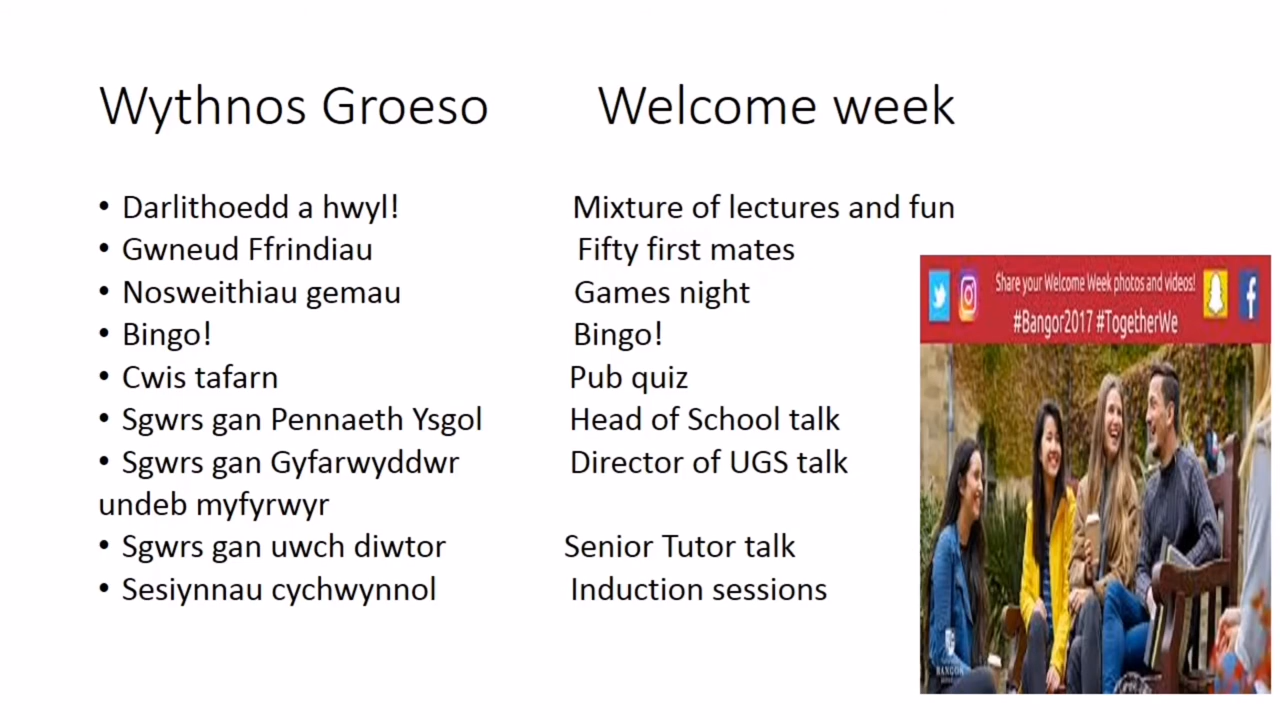 Wythnos Groeso Welcome week
• Darlithoedd a hwyl! Mixture of lectures and fun
• Gwneud Ffrindiau Fifty first mates
• Nosweithiau gemau Games night
• Bingo! Bingo!
• Cwis tafarn Pub quiz
• Sgwrs gan Pennaeth Ysgol Head of School talk
• Sgwrs gan Gyfarwyddwr Director of UGS talk
undeb myfyrwyr
• Sgwrs gan uwch diwtor Senior Tutor talk
• Sesiynnau cychwynnol Induction sessions
Share your Welcome Week photos and videos!
#Bangor2017 #TogetherWe
BANGOR